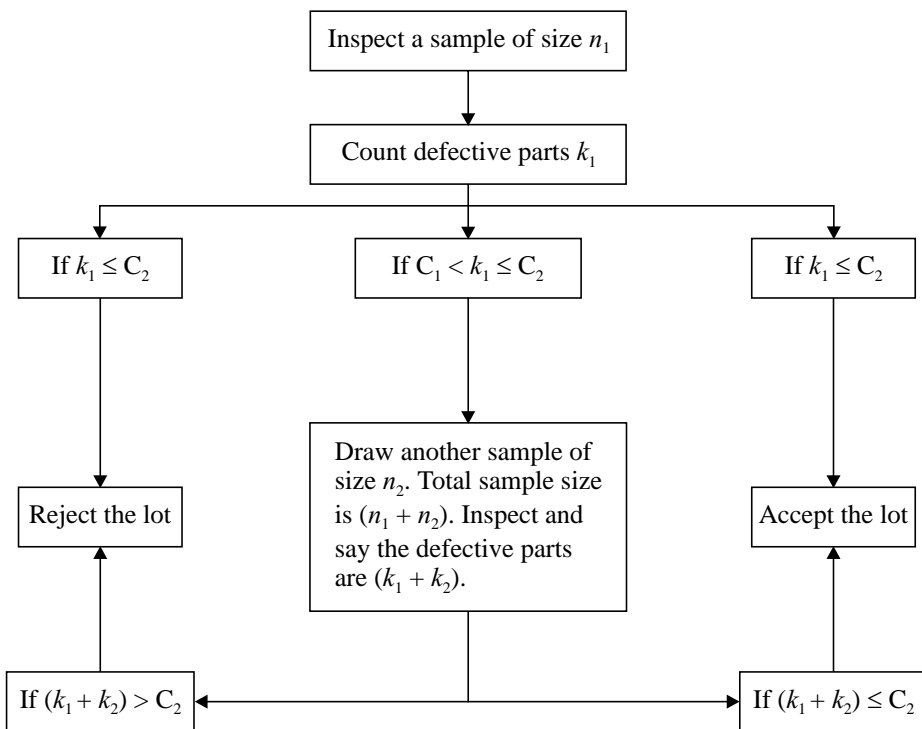 Inspect a sample of size n₁
Count defective parts k₁
If k₁ ≤ C₂
If C₁ < k₁ ≤ C₂
If k₁ ≤ C₂
Draw another sample of
size n₂. Total sample size
is (n₁ + n₂). Inspect and
say the defective parts
are (k₁ + k₂).
Reject the lot
Accept the lot
If (k₁ + k₂) > C₂
If (k₁ + k₂) ≤ C₂